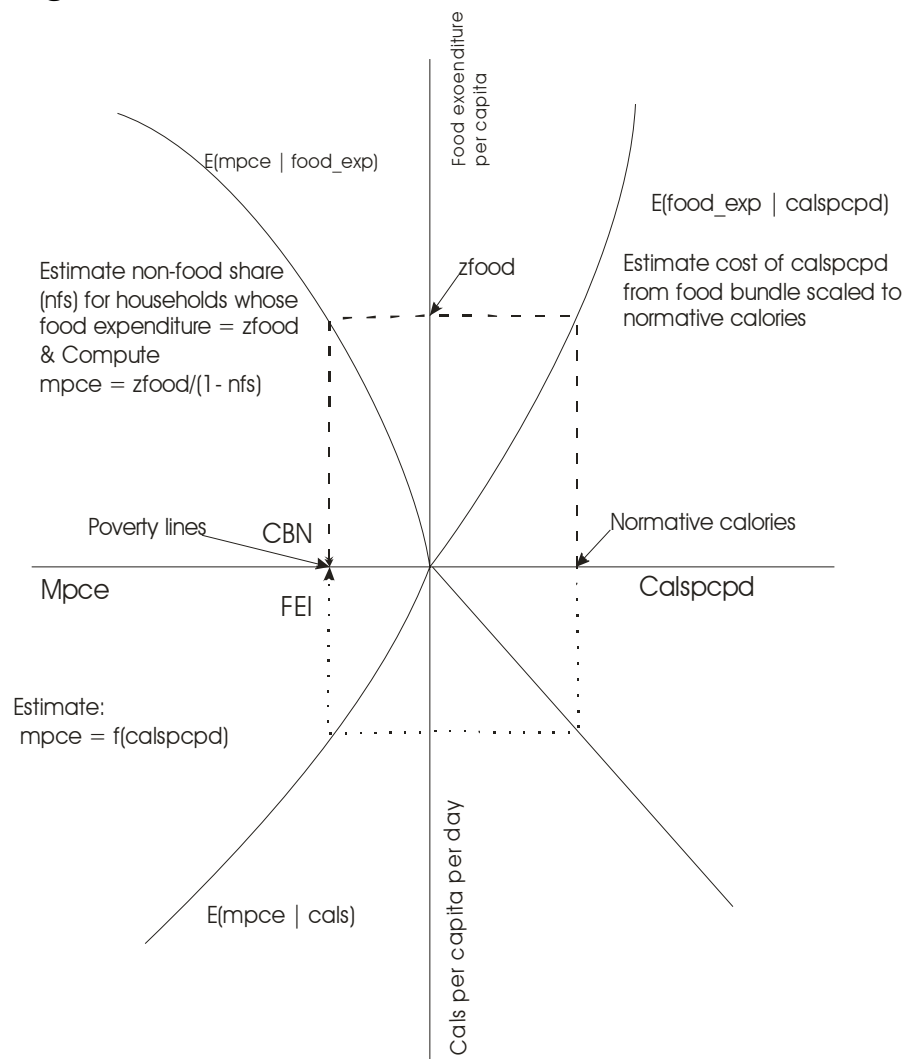 Food exoenditure
per capita
E(mpce | food_exp)
E(food_exp | calspcpd)
Estimate non-food share
(nfs) for households whose
food expenditure = zfood
& Compute
mpce = zfood/(1- nfs)
zfood
Estimate cost of calspcpd
from food bundle scaled to
normative calories
Poverty lines
CBN
Normative calories
Mpce
Calspcpd
FEI
Estimate:
mpce = f(calspcpd)
E(mpce | cals)
Cals per capita per day